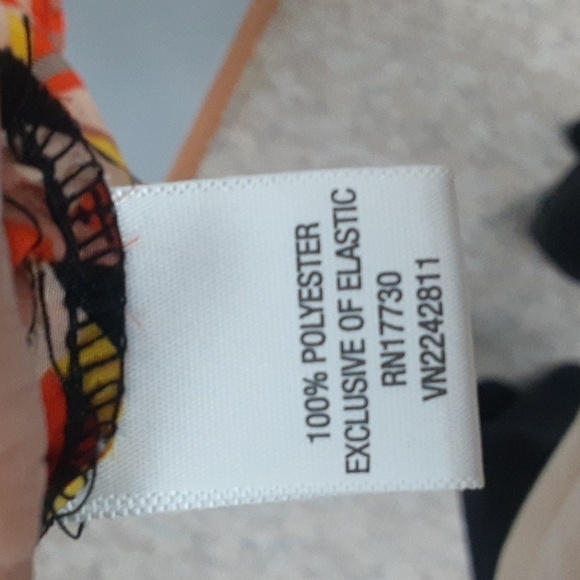 100% POLYESTER
EXCLUSIVE OF ELASTIC
RN17730
VN2242811